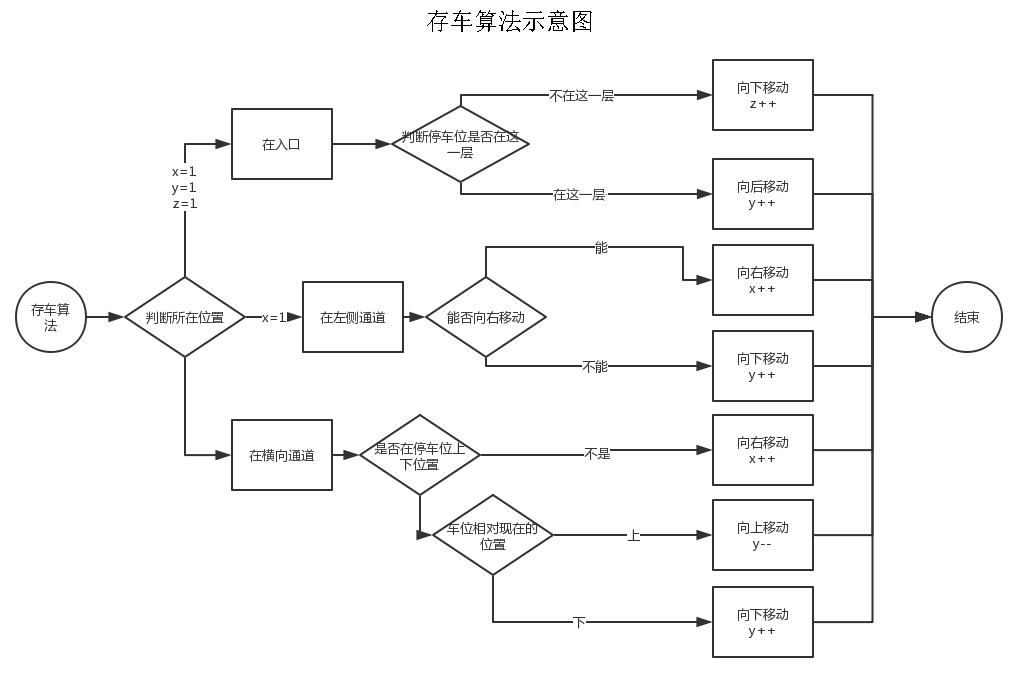 存车算法示意图
不在这一层
向下移动
z++
在入口
判断停车位是否在这
一层
x=1
y=1
z=1
在这一层
向后移动
y++
能
向右移动
x++
存车算
法
判断所在位置
x=1
在左侧通道
能否向右移动
结束
不能
向下移动
y++
在横向通道
是否在停车位上
下位置
不是
向右移动
x++
车位相对现在的
位置
上
向上移动
y--
下
向下移动
y++